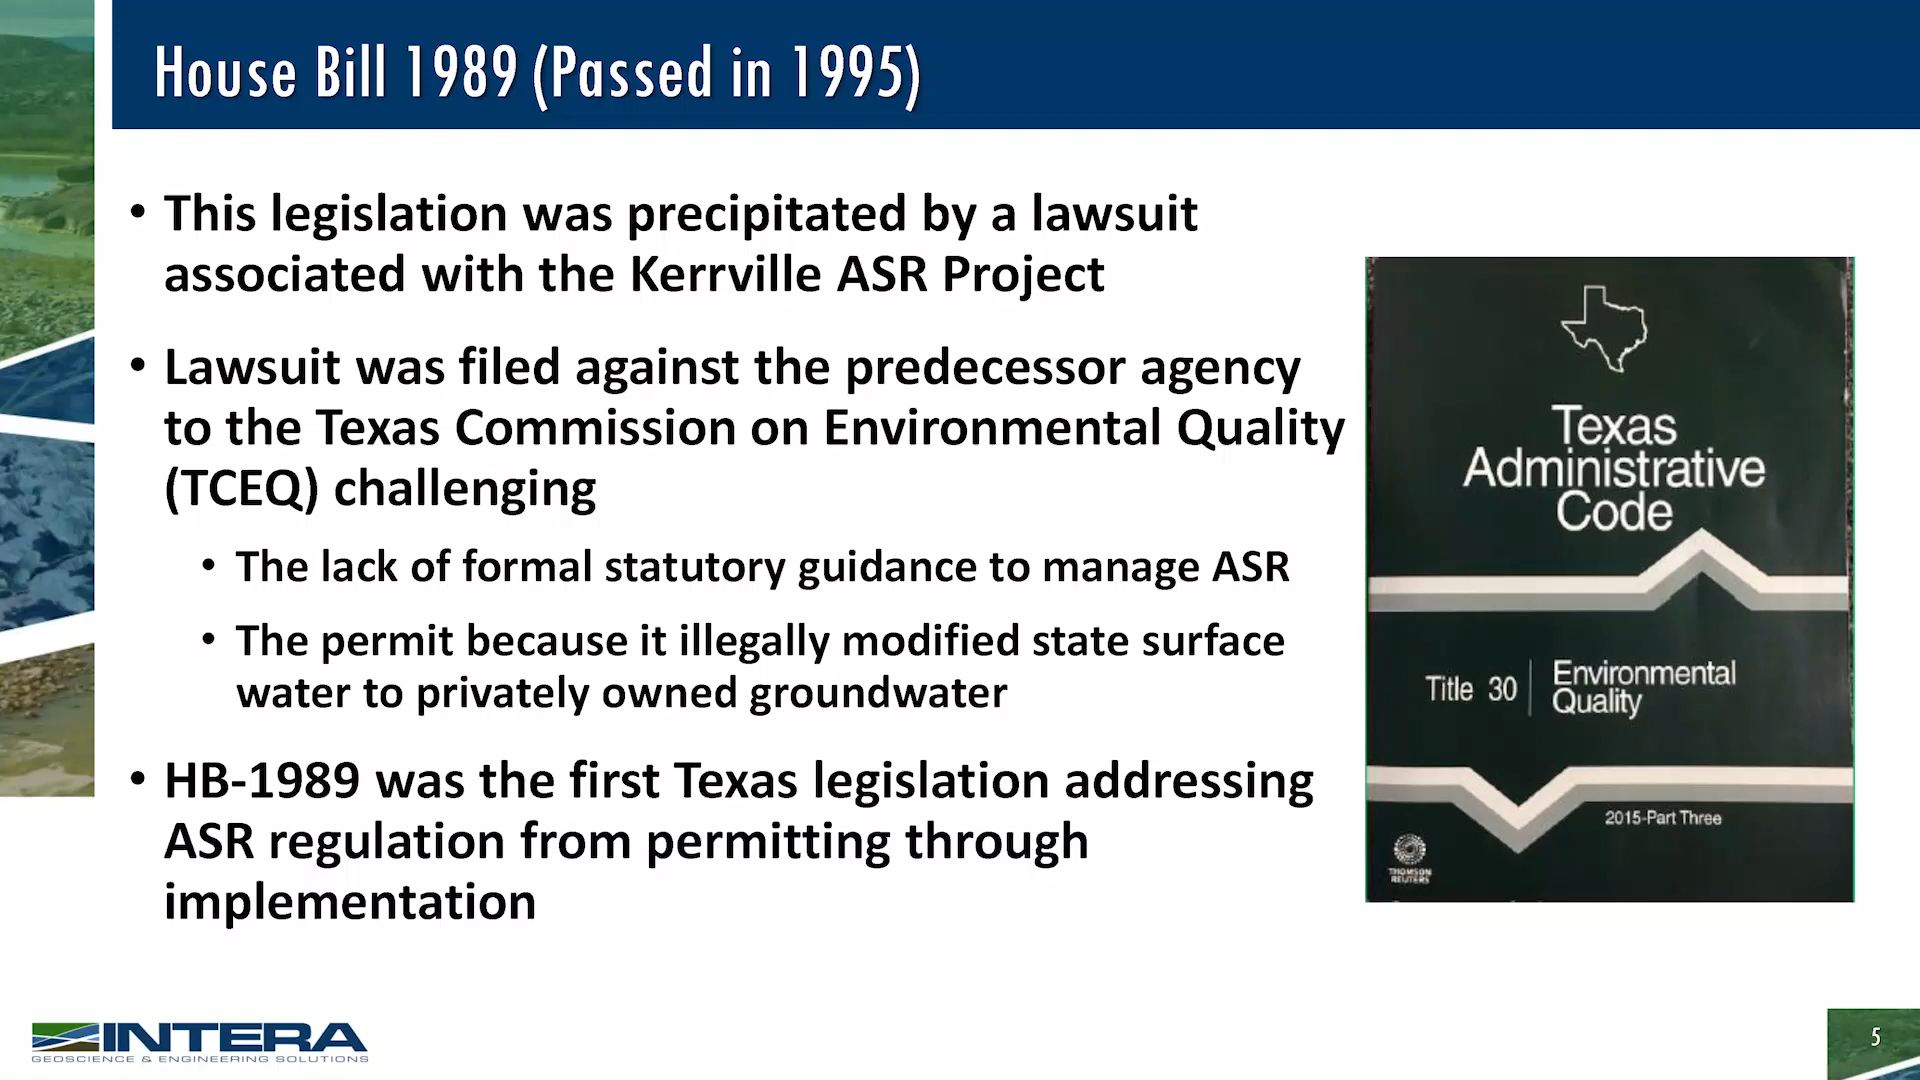 House Bill 1989 (Passed in 1995)
• This legislation was precipitated by a lawsuit
associated with the Kerrville ASR Project
• Lawsuit was filed against the predecessor agency
to the Texas Commission on Environmental Quality
(TCEQ) challenging
• The lack of formal statutory guidance to manage ASR
• The permit because it illegally modified state surface
water to privately owned groundwater
• HB-1989 was the first Texas legislation addressing
ASR regulation from permitting through
implementation
Texas
Administrative
Code
Title 30
Environmental
Quality
2015-Part Three
THOMSON
REUTERS
INTERA
GEOSCIENCE & ENGINEERING SOLUTIONS
5